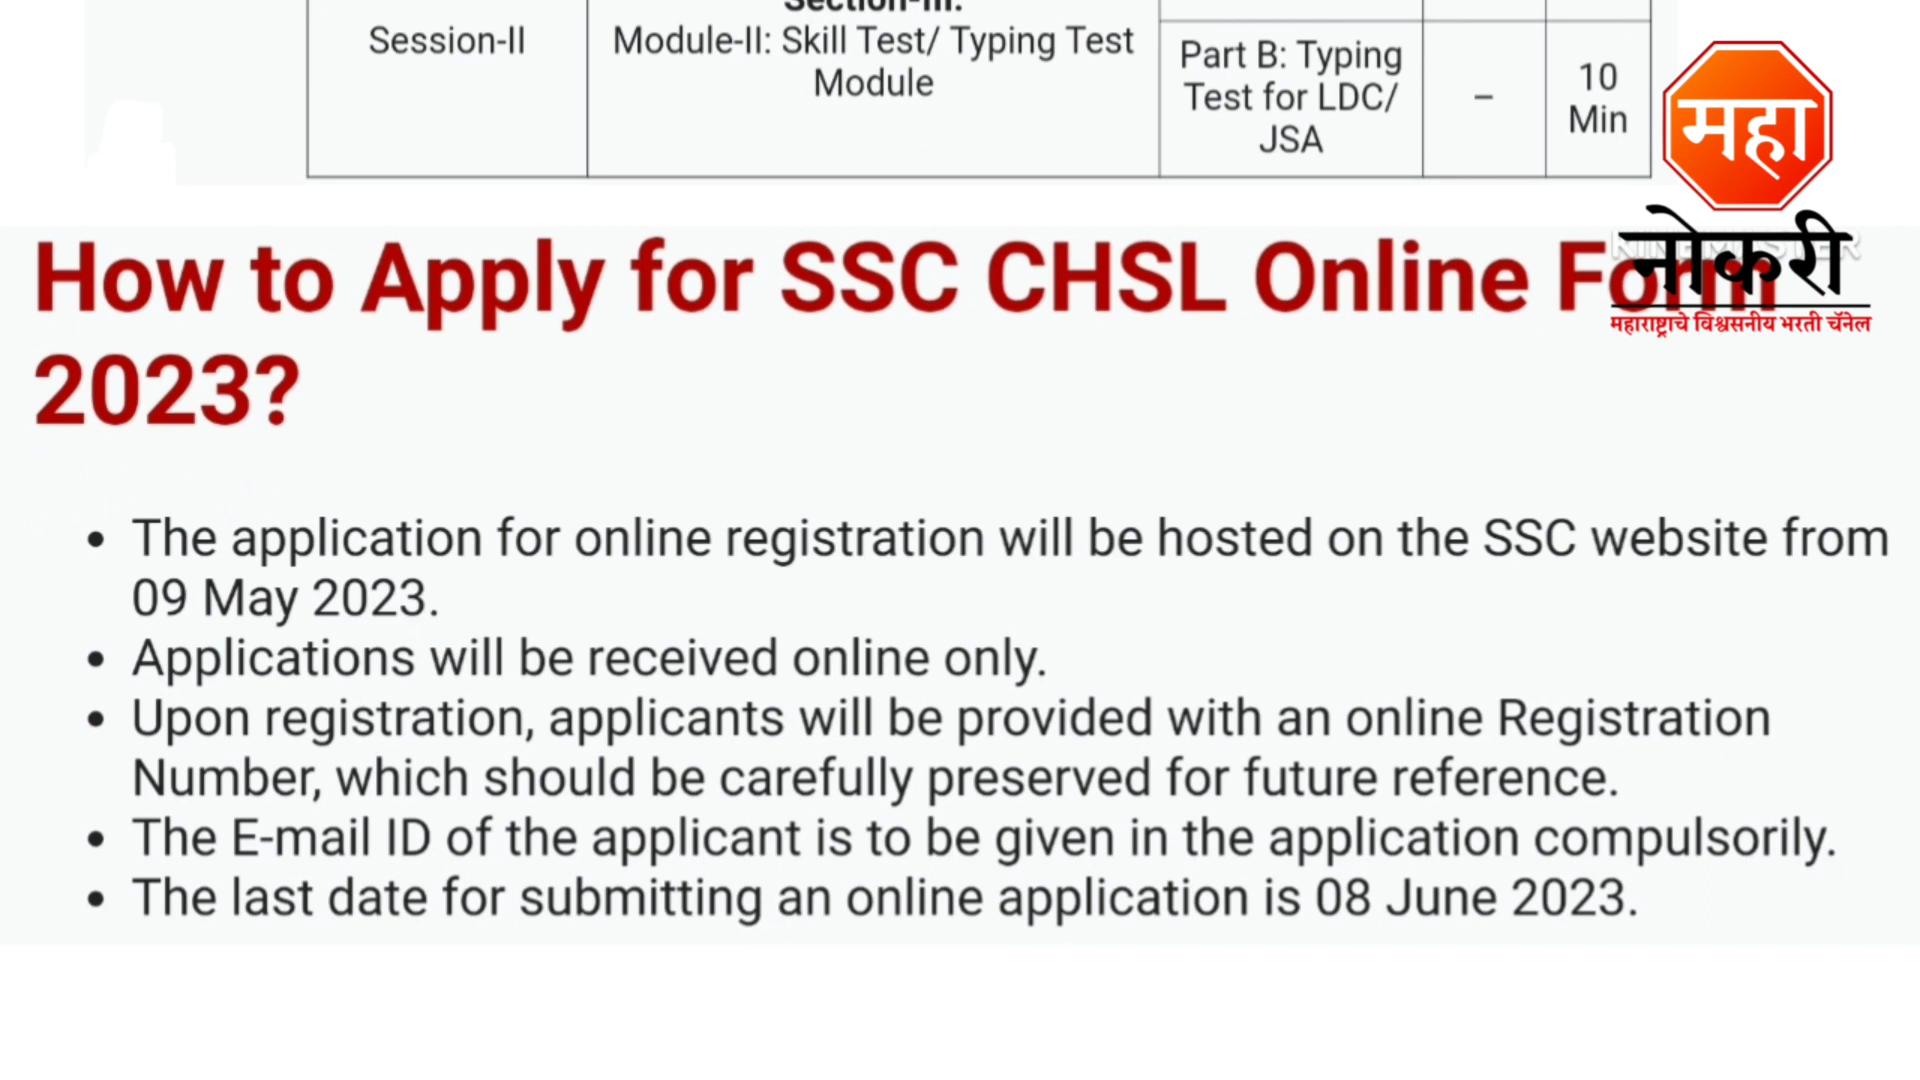 Section-III:
Session-II
Module-II: Skill Test/ Typing Test
Module
Part B: Typing
Test for LDC/
JSA
–
10
Min
महा
नोकरी
महाराष्ट्राचे विश्वसनीय भरती चॅनेल
KINEMASTER
How to Apply for SSC CHSL Online Form
2023?
• The application for online registration will be hosted on the SSC website from
09 May 2023.
• Applications will be received online only.
• Upon registration, applicants will be provided with an online Registration
Number, which should be carefully preserved for future reference.
• The E-mail ID of the applicant is to be given in the application compulsorily.
• The last date for submitting an online application is 08 June 2023.